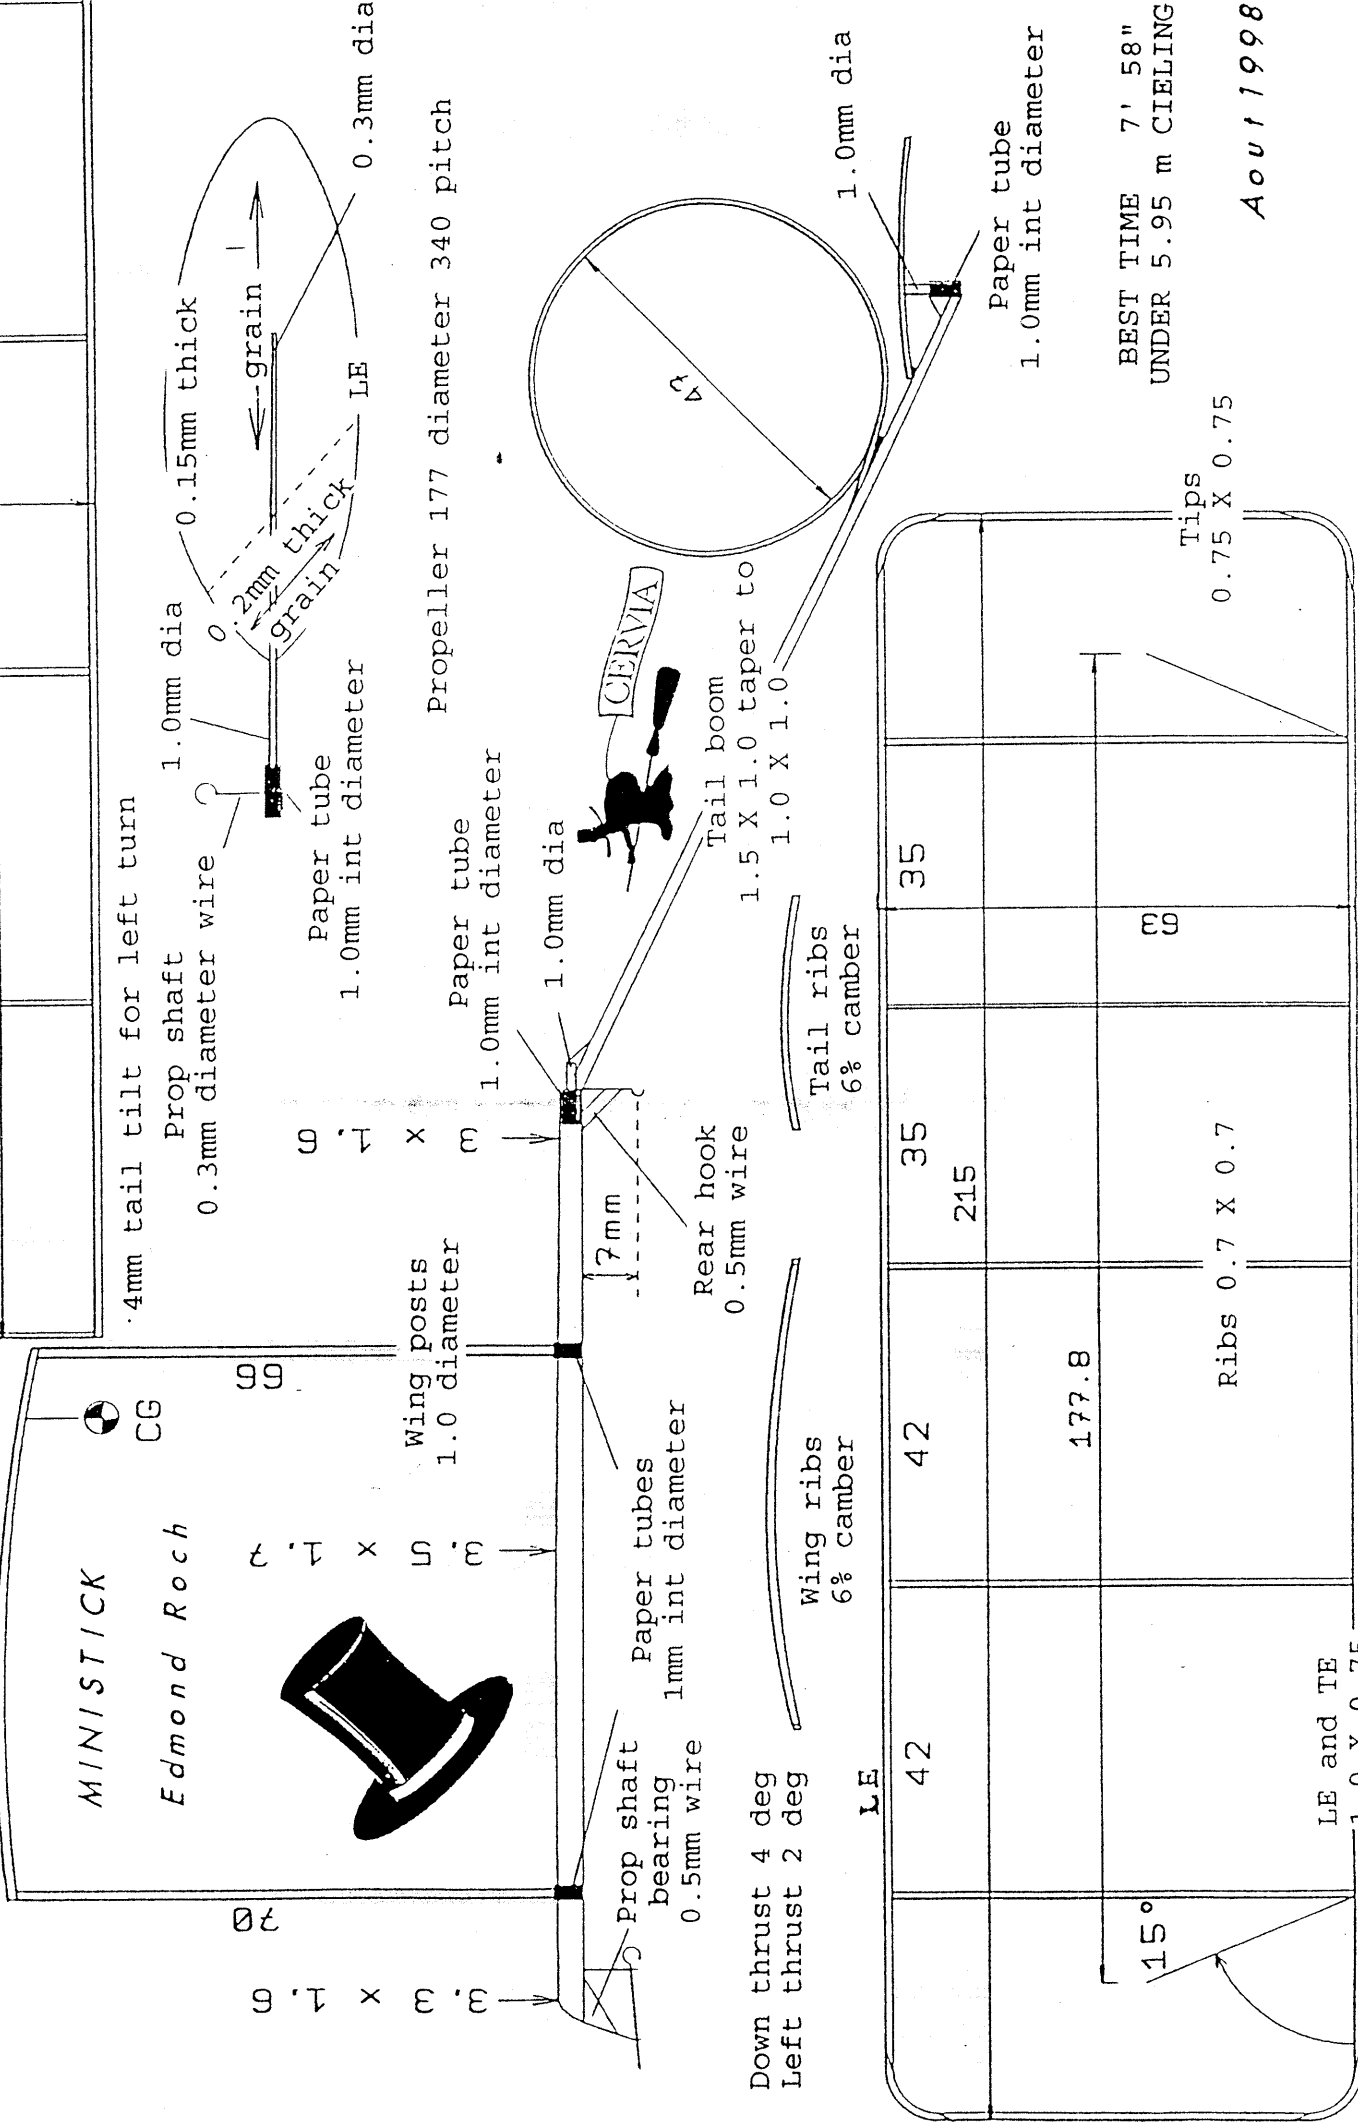 MINISTICK
Edmond Roch
CG
70
66
3.3 X 1.6
3.5 X 1.7
3 X 1.6
Wing posts
1.0 diameter
4mm tail tilt for left turn
Prop shaft
0.3mm diameter wire
1.0mm dia
Paper tube
1.0mm int diameter
0.2mm thick
grain
0.15mm thick
grain
LE
0.3mm dia
Propeller 177 diameter 340 pitch
Paper tube
1.0mm int diameter
1.0mm dia
CERVIA
Tail boom
1.5 X 1.0 taper to
1.0 X 1.0
1.0mm dia
Paper tube
1.0mm int diameter
Prop shaft
bearing
0.5mm wire
Paper tubes
1mm int diameter
7mm
Rear hook
0.5mm wire
Down thrust 4 deg
Left thrust 2 deg
Wing ribs
6% camber
Tail ribs
6% camber
LE
42
42
35
35
215
63
177.8
15°
Ribs 0.7 X 0.7
Tips
0.75 X 0.75
LE and TE
1.0 X 0.75
BEST TIME 7' 58"
UNDER 5.95 m CIELING
Aout 1998